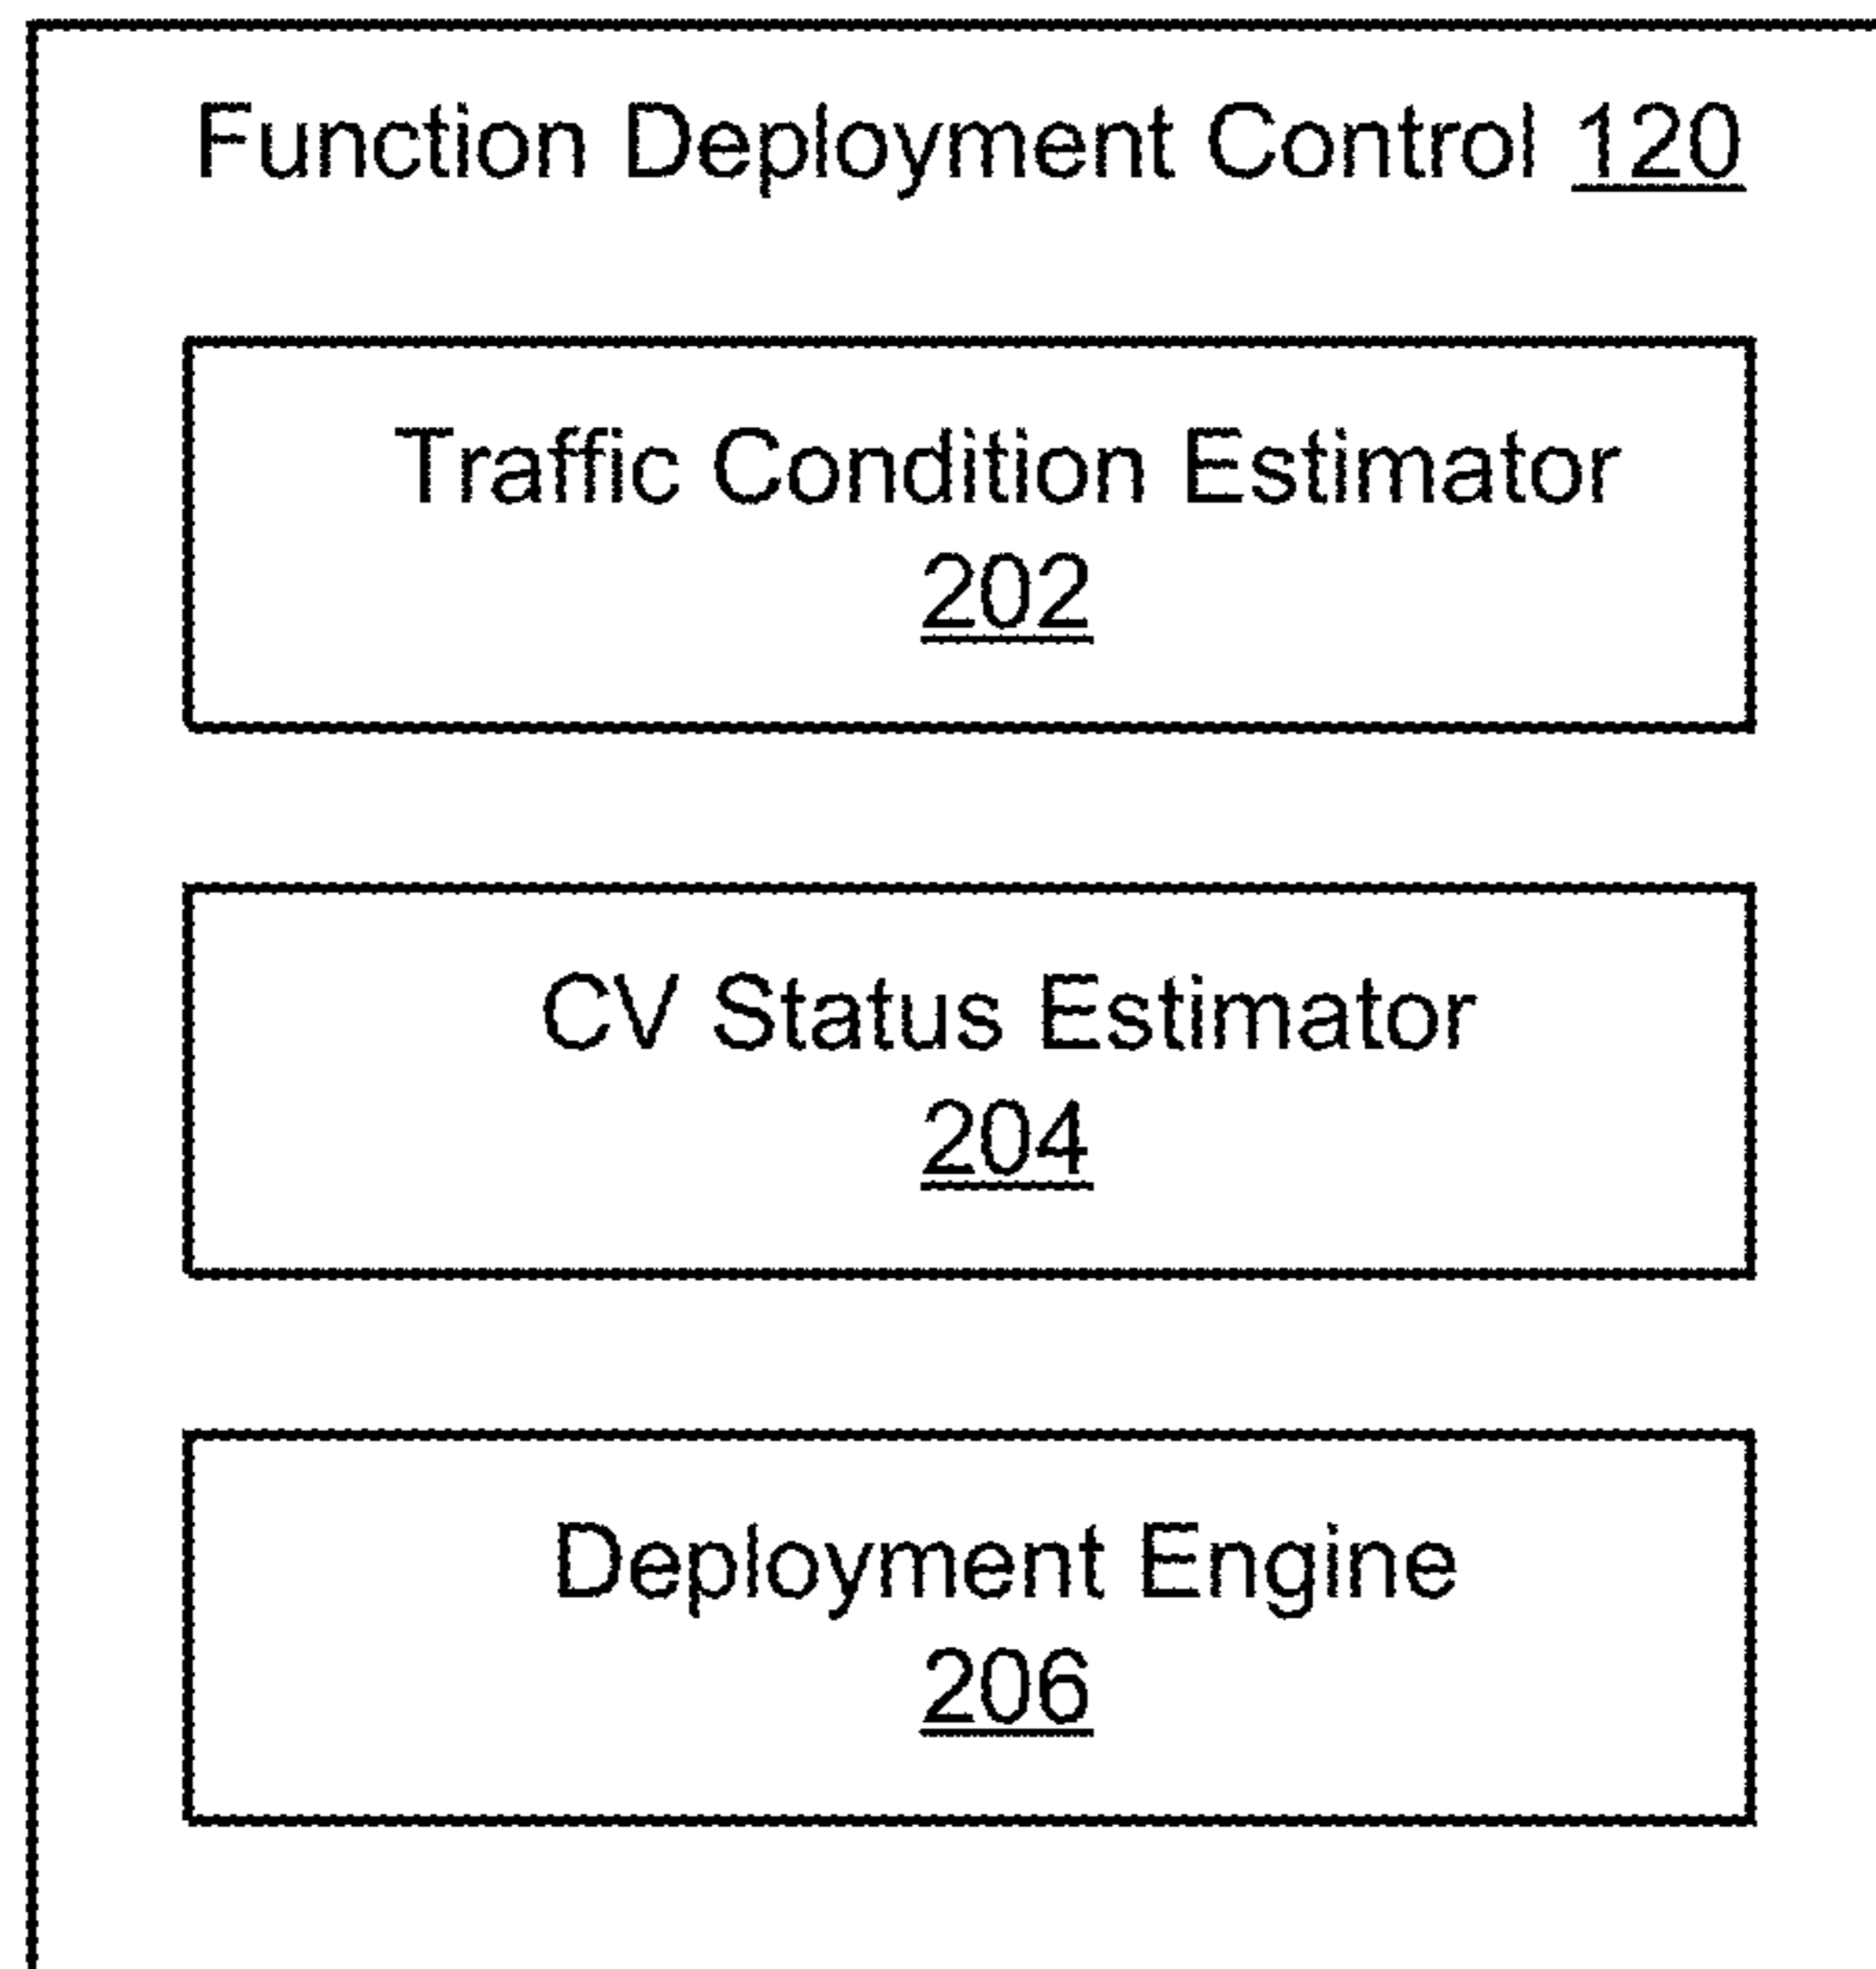 Function Deployment Control 120
Traffic Condition Estimator
202
CV Status Estimator
204
Deployment Engine
206